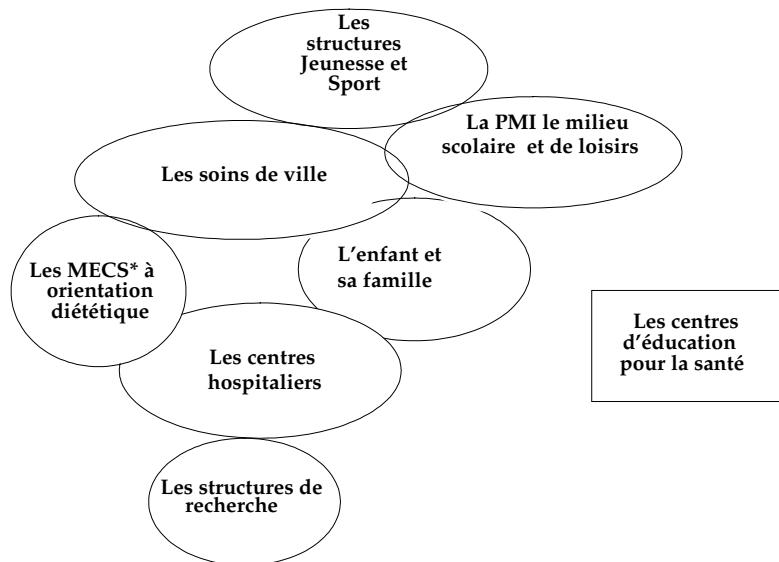 Les
structures
Jeunesse et
Sport
La PMI le milieu
scolaire et de loisirs
Les soins de ville
L'enfant et
sa famille
Les MECS* à
orientation
diététique
Les centres
d'éducation
pour la santé
Les centres
hospitaliers
Les structures de
recherche